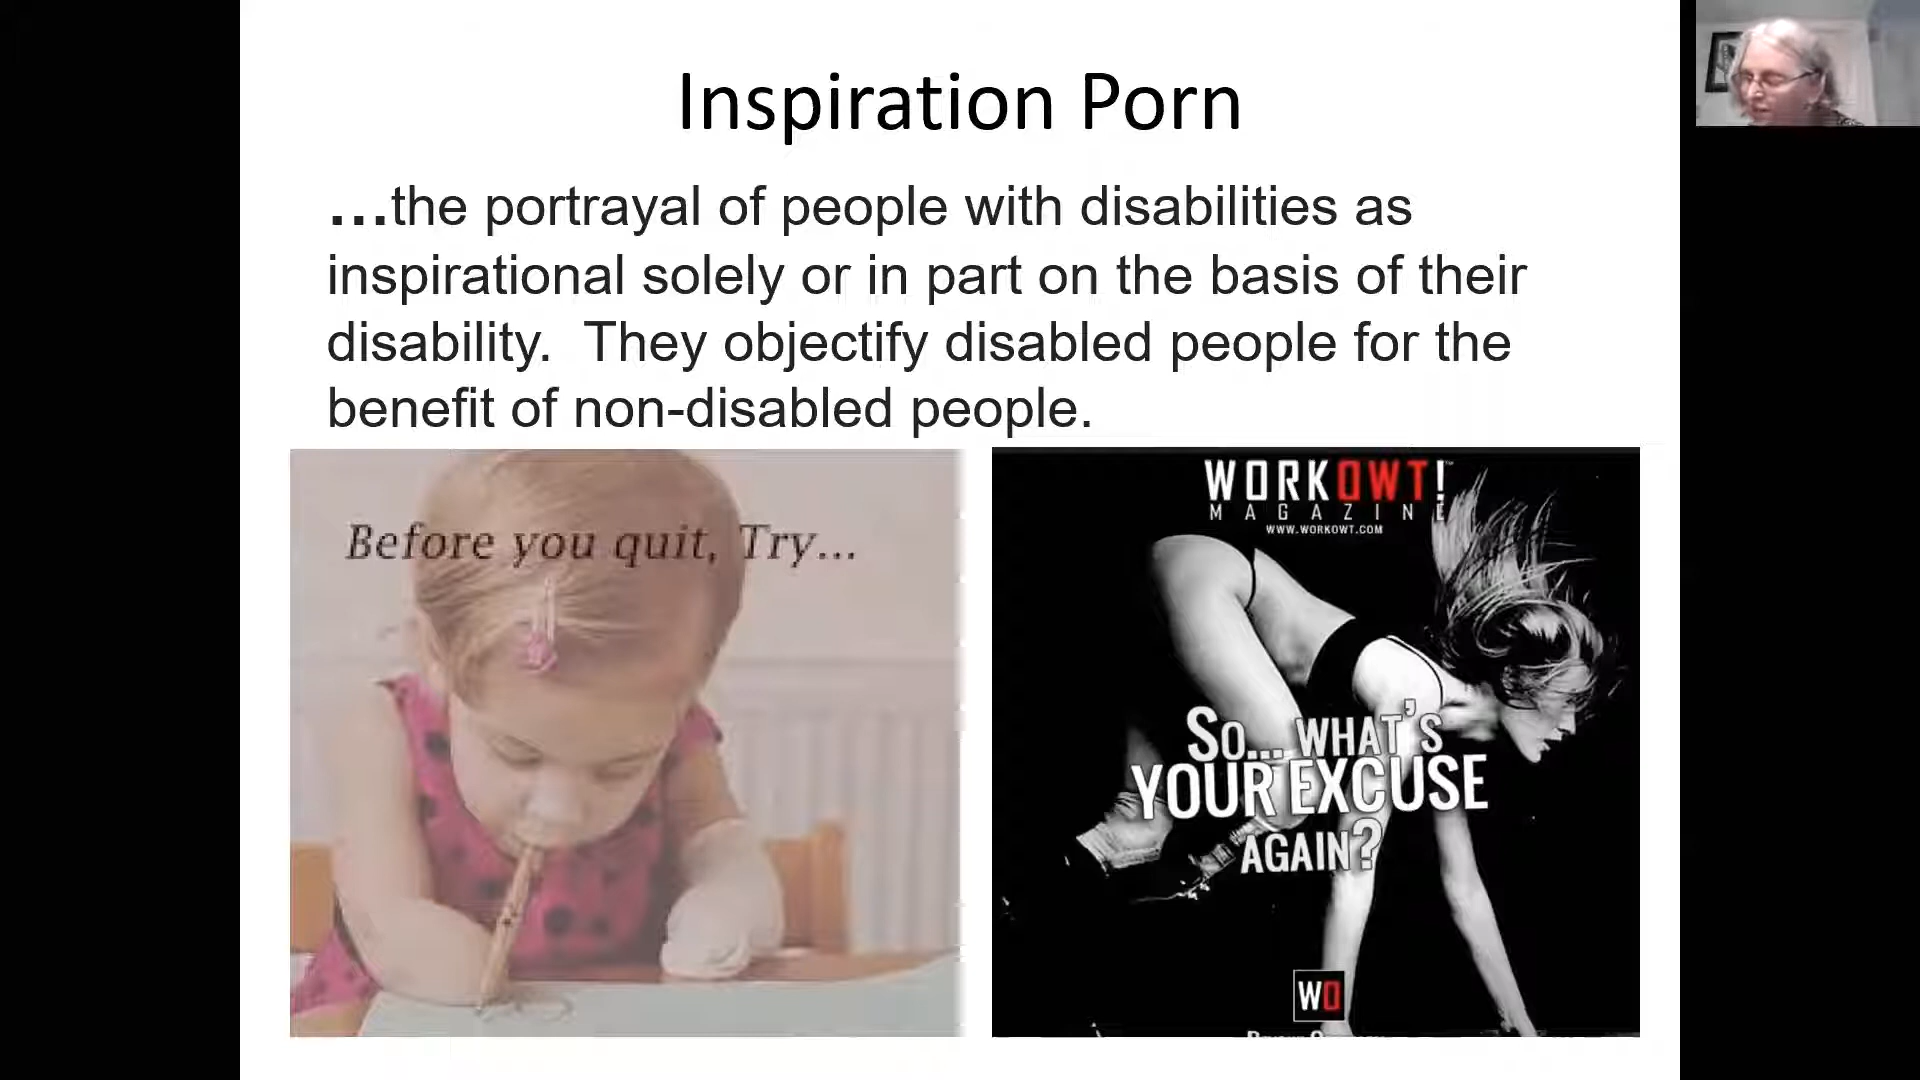 Inspiration Porn
...the portrayal of people with disabilities as
inspirational solely or in part on the basis of their
disability. They objectify disabled people for the
benefit of non-disabled people.
Before you quit, Try...
WORKOWT!
MAGAZINE
WWW.WORKOWT.COM
SO... WHAT'S
YOUR EXCUSE
AGAIN?
WO